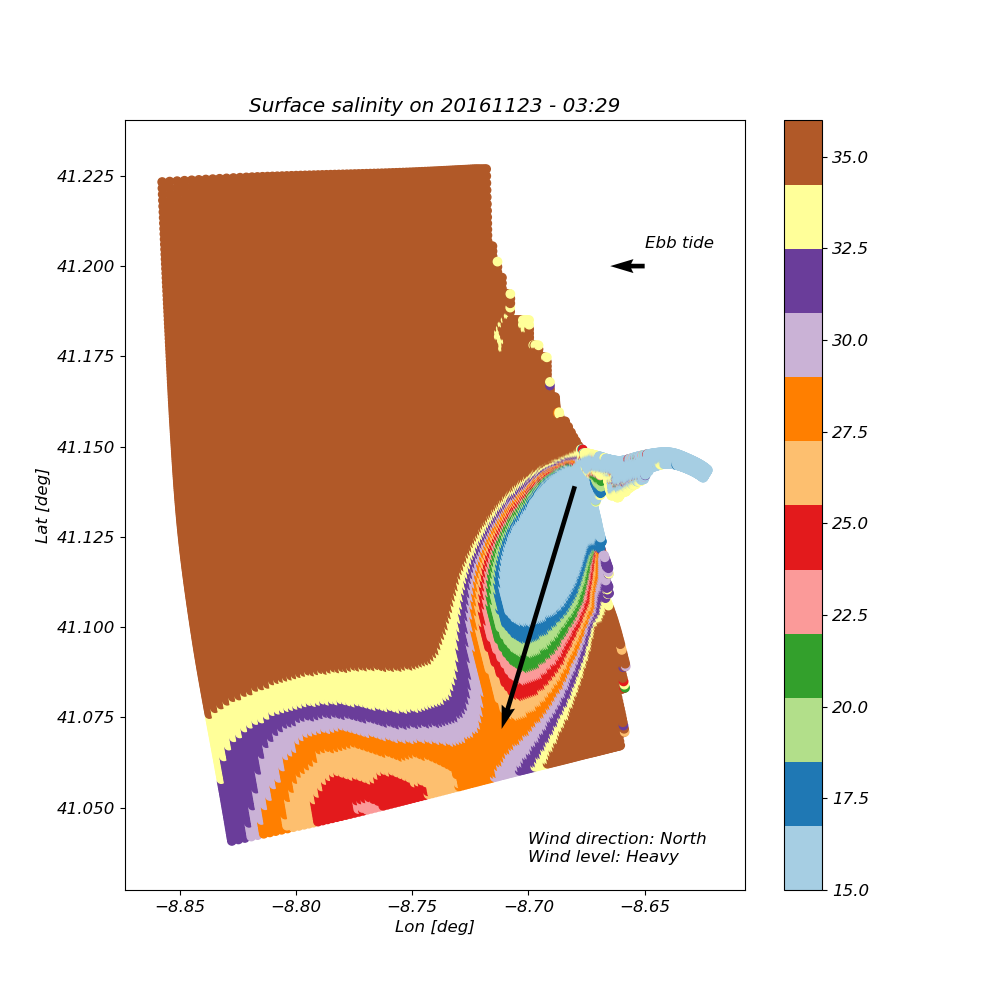 Surface salinity on 20161123 - 03:29
41.225
41.200
41.175
41.150
41.125
41.100
41.075
41.050
Lat [deg]
Ebb tide
Wind direction: North
Wind level: Heavy
−8.85 −8.80 −8.75 −8.70 −8.65
Lon [deg]
35.0
32.5
30.0
27.5
25.0
22.5
20.0
17.5
15.0